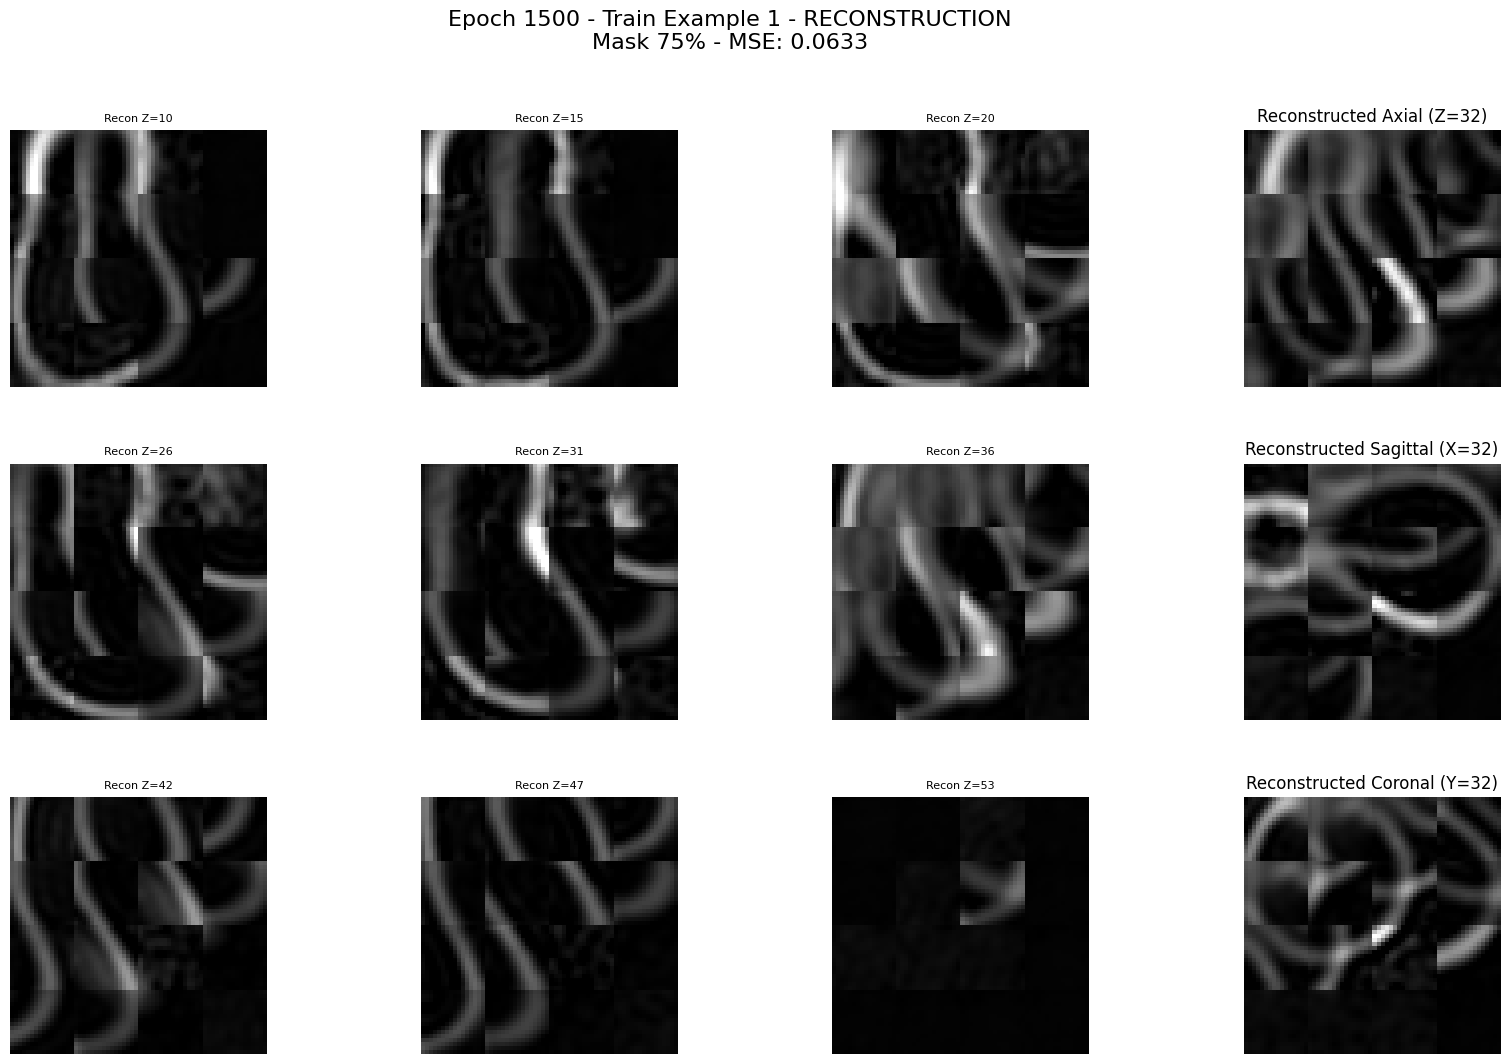 Epoch 1500 - Train Example 1 - RECONSTRUCTION
Mask 75% - MSE: 0.0633
Recon Z=10
Recon Z=15
Recon Z=20
Reconstructed Axial (Z=32)
Recon Z=26
Recon Z=31
Recon Z=36
Reconstructed Sagittal (X=32)
Recon Z=42
Recon Z=47
Recon Z=53
Reconstructed Coronal (Y=32)